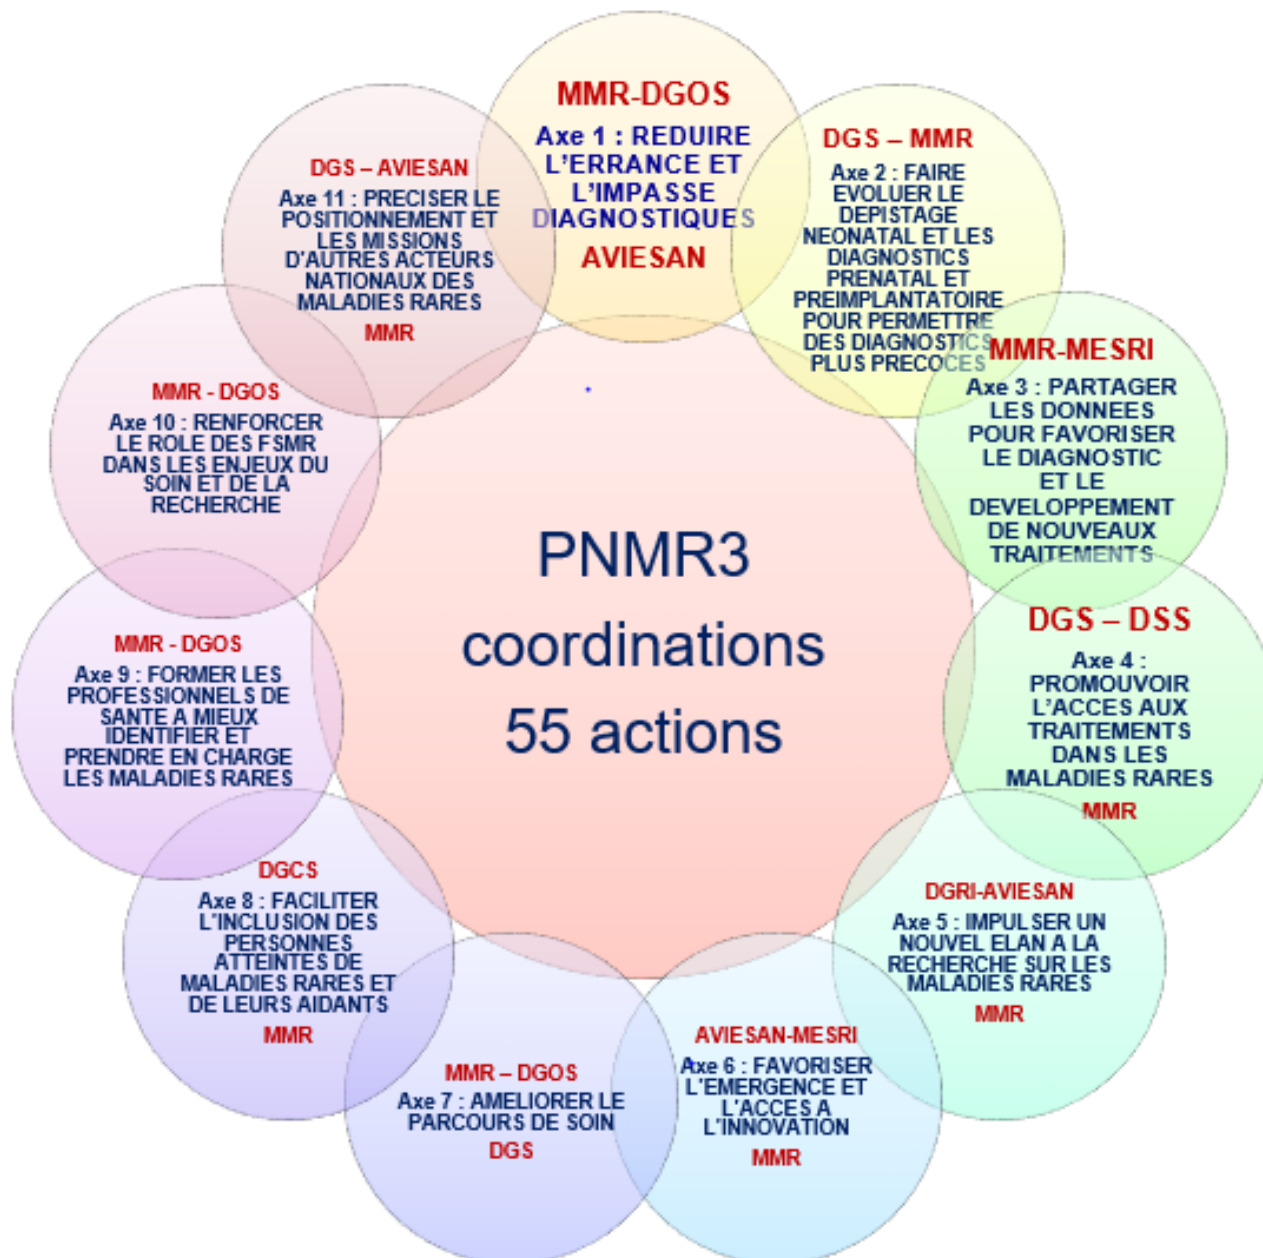 MMR-DGOS
Axe 1 : REDUIRE
L'ERRANCE ET
L'IMPASSE
DIAGNOSTIQUES
AVIESAN
DGS – MMR
Axe 2 : FAIRE
EVOLUER LE
DEPISTAGE
NEONATAL ET LES
DIAGNOSTICS
PRENATAL ET
PREIMPLANTATOIRE
POUR PERMETTRE
DES DIAGNOSTICS
PLUS PRECOCES
MMR-MESRI
Axe 3 : PARTAGER
LES DONNEES
POUR FAVORISER
LE DIAGNOSTIC
ET LE
DEVELOPPEMENT
DE NOUVEAUX
TRAITEMENTS
DGS – DSS
Axe 4 :
PROMOUVOIR
L'ACCES AUX
TRAITEMENTS
DANS LES
MALADIES RARES
MMR
DGRI-AVIESAN
Axe 5 : IMPULSER UN
NOUVEL ELAN A LA
RECHERCHE SUR LES
MALADIES RARES
MMR
AVIESAN-MESRI
Axe 6 : FAVORISER
L'EMERGENCE ET
L'ACCES A
L'INNOVATION
MMR
MMR – DGOS
Axe 7 : AMELIORER LE
PARCOURS DE SOIN
DGS
DGCS
Axe 8 : FACILITER
L'INCLUSION DES
PERSONNES
ATTEINTES DE
MALADIES RARES ET
DE LEURS AIDANTS
MMR
MMR - DGOS
Axe 9 : FORMER LES
PROFESSIONNELS DE
SANTE A MIEUX
IDENTIFIER ET
PRENDRE EN CHARGE
LES MALADIES RARES
MMR - DGOS
Axe 10 : RENFORCER
LE ROLE DES FSMR
DANS LES ENJEUX DU
SOIN ET DE LA
RECHERCHE
DGS – AVIESAN
Axe 11 : PRECISER LE
POSITIONNEMENT ET
LES MISSIONS
D'AUTRES ACTEURS
NATIONAUX DES
MALADIES RARES
MMR
PNMR3
coordinations
55 actions